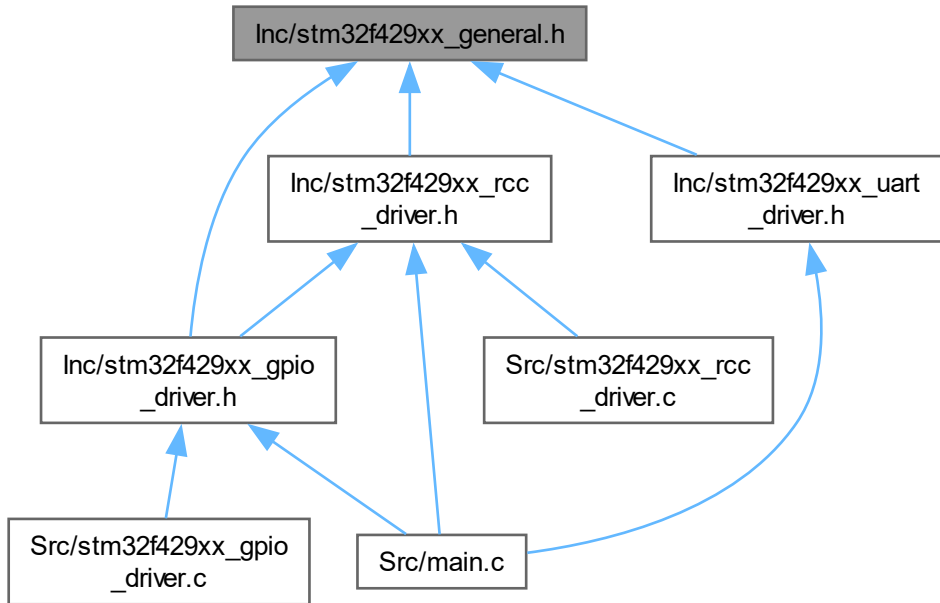 Inc/stm32f429xx_general.h
Inc/stm32f429xx_rcc
_driver.h
Inc/stm32f429xx_uart
_driver.h
Inc/stm32f429xx_gpio
_driver.h
Src/stm32f429xx_rcc
_driver.c
Src/stm32f429xx_gpio
_driver.c
Src/main.c